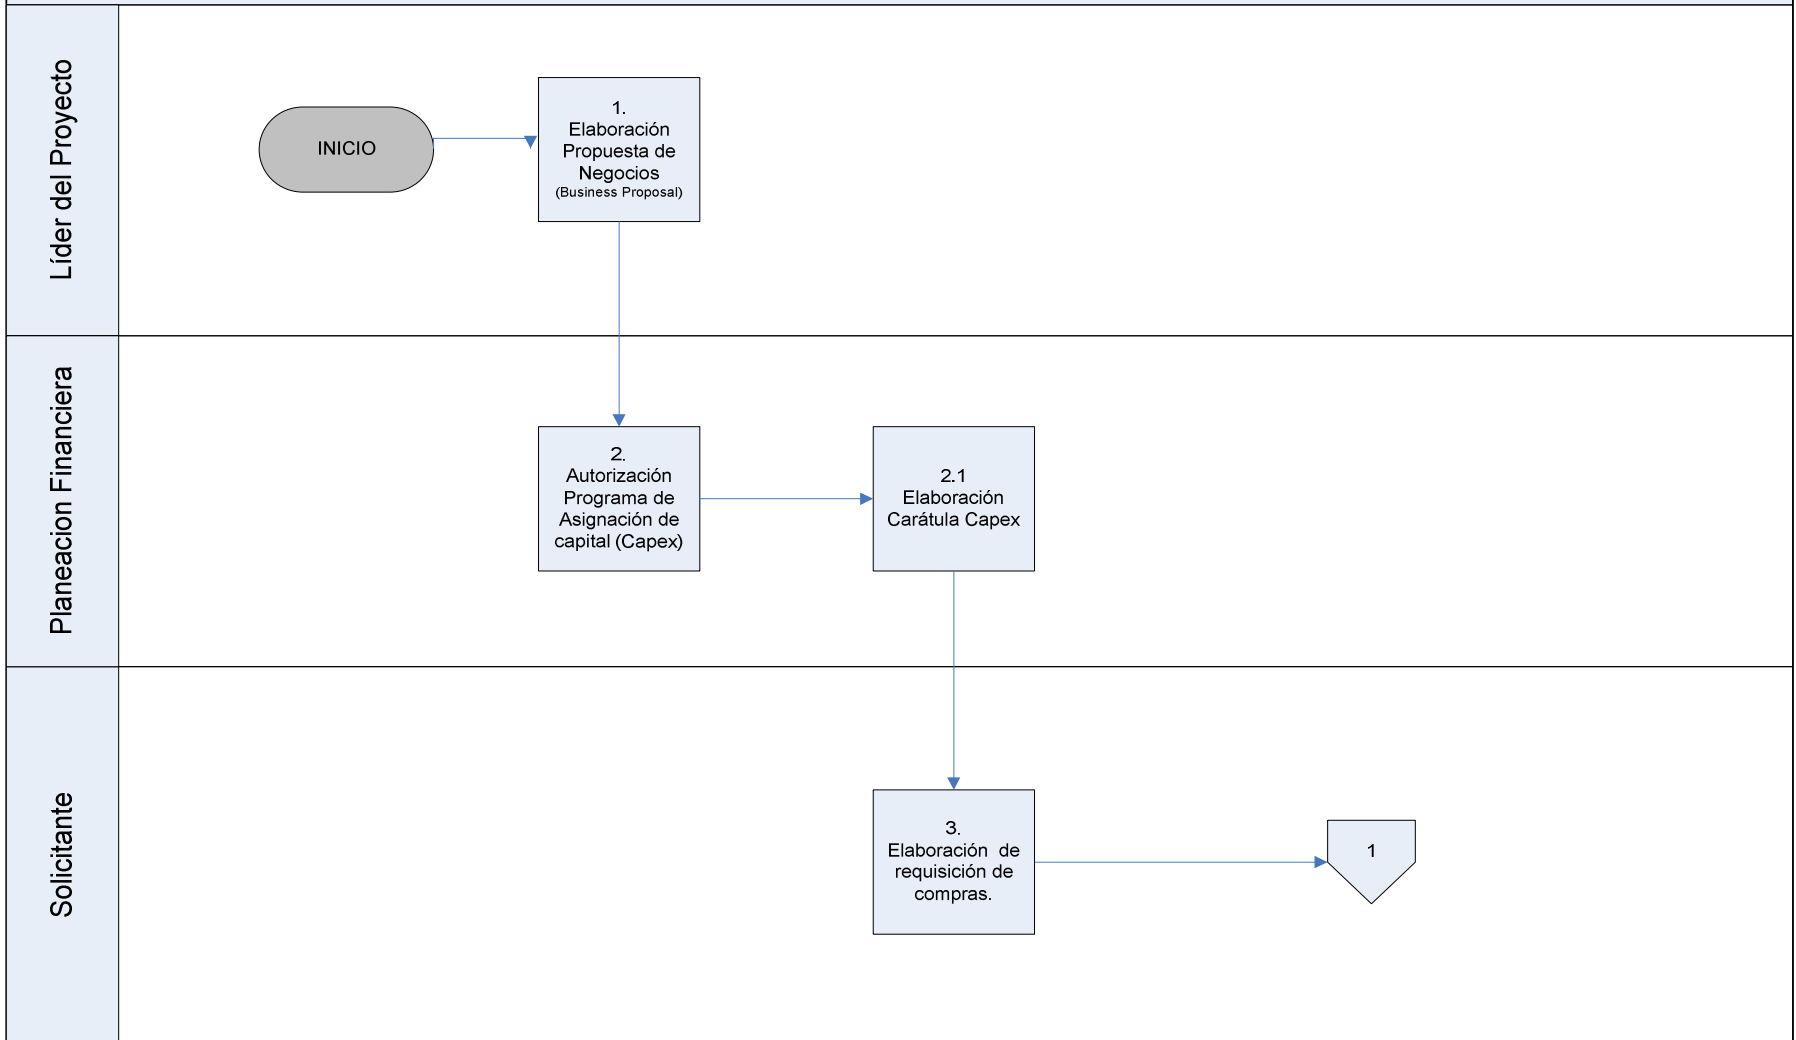 Líder del Proyecto
INICIO
1.
Elaboración
Propuesta de
Negocios
(Business Proposal)
Planeacion Financiera
2.
Autorización
Programa de
Asignación de
capital (Capex)
2.1
Elaboración
Carátula Capex
Solicitante
3.
Elaboración de
requisición de
compras.
1